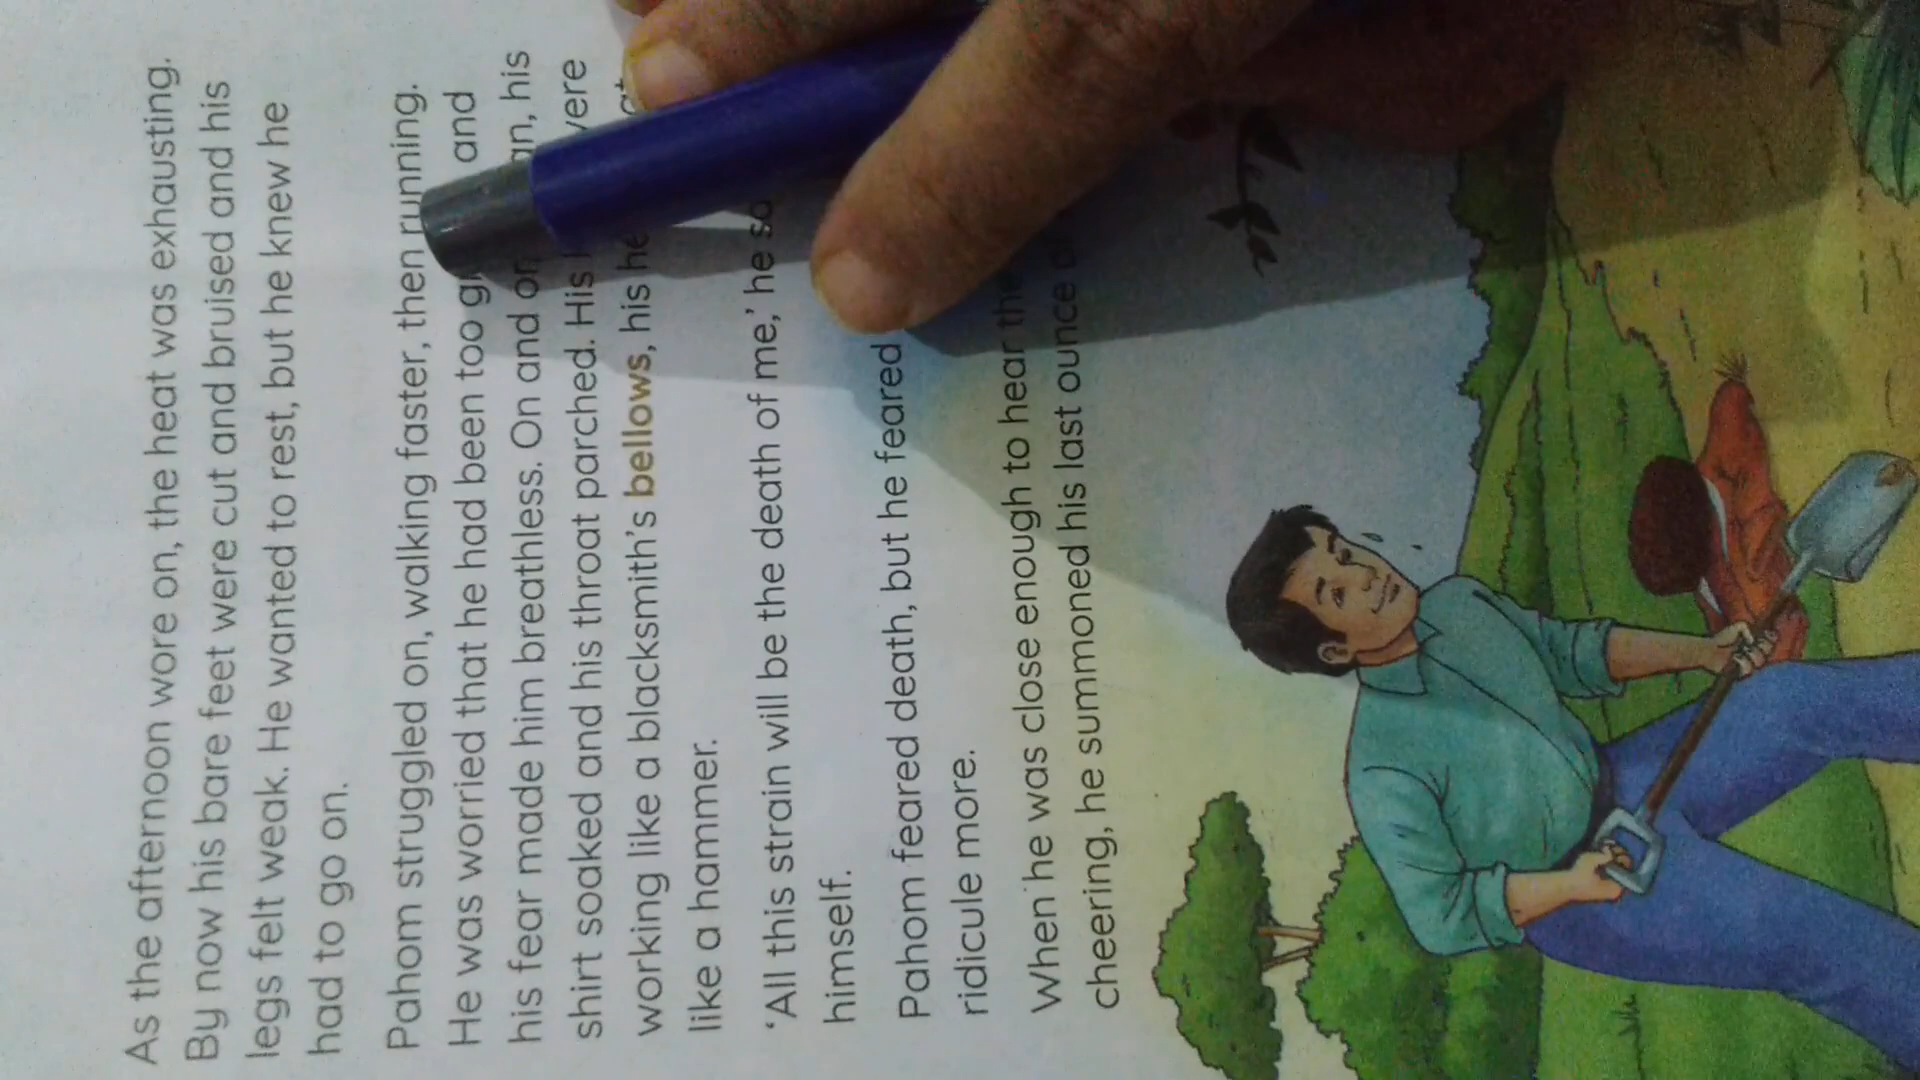 As the afternoon wore on, the heat was exhausting.
By now his bare feet were cut and bruised and his
legs felt weak. He wanted to rest, but he knew he
had to go on.
Pahom struggled on, walking faster, then running.
He was worried that he had been too and
his fear made him breathless. On and his
shirt soaked and his throat parched. His
working like a blacksmith's bellows, his
like a hammer.
'All this strain will be the death of me,' he
himself.
Pahom feared death, but he feared
ridicule more.
When he was close enough to hear
cheering, he summoned his last ounce